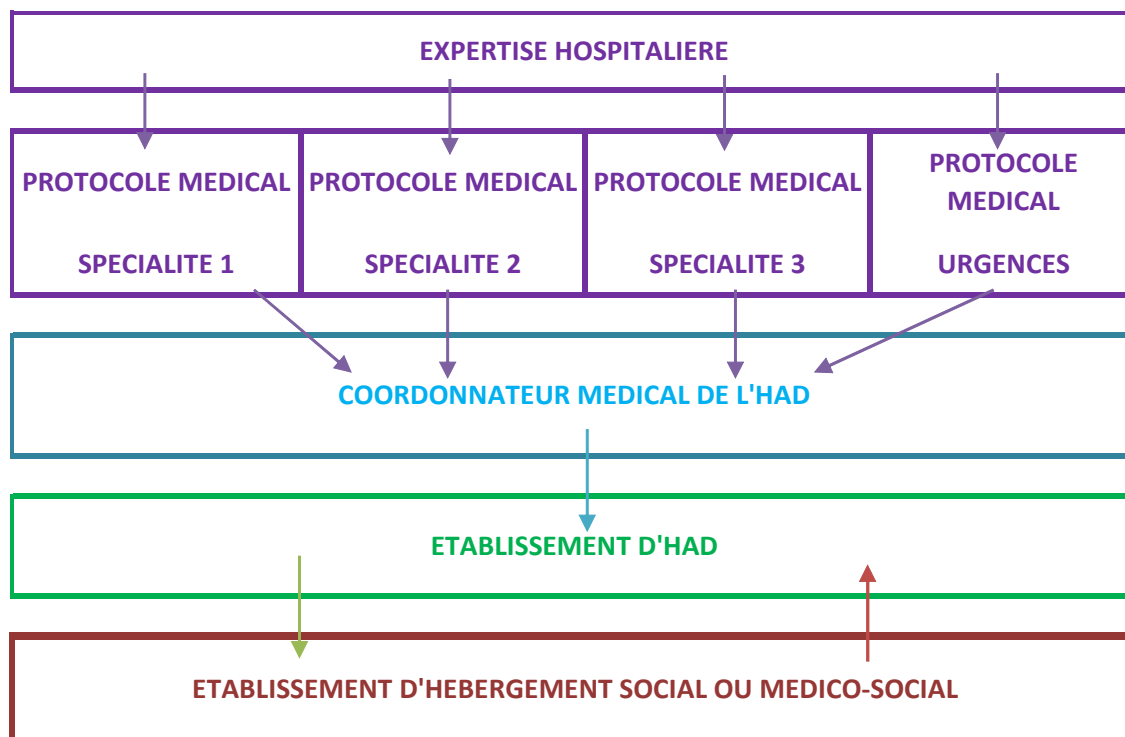 EXPERTISE HOSPITALIERE
PROTOCOLE MEDICAL
SPECIALITE 1
PROTOCOLE MEDICAL
SPECIALITE 2
PROTOCOLE MEDICAL
SPECIALITE 3
PROTOCOLE
MEDICAL
URGENCES
COORDONNATEUR MEDICAL DE L'HAD
ETABLISSEMENT D'HAD
ETABLISSEMENT D'HEBERGEMENT SOCIAL OU MEDICO-SOCIAL